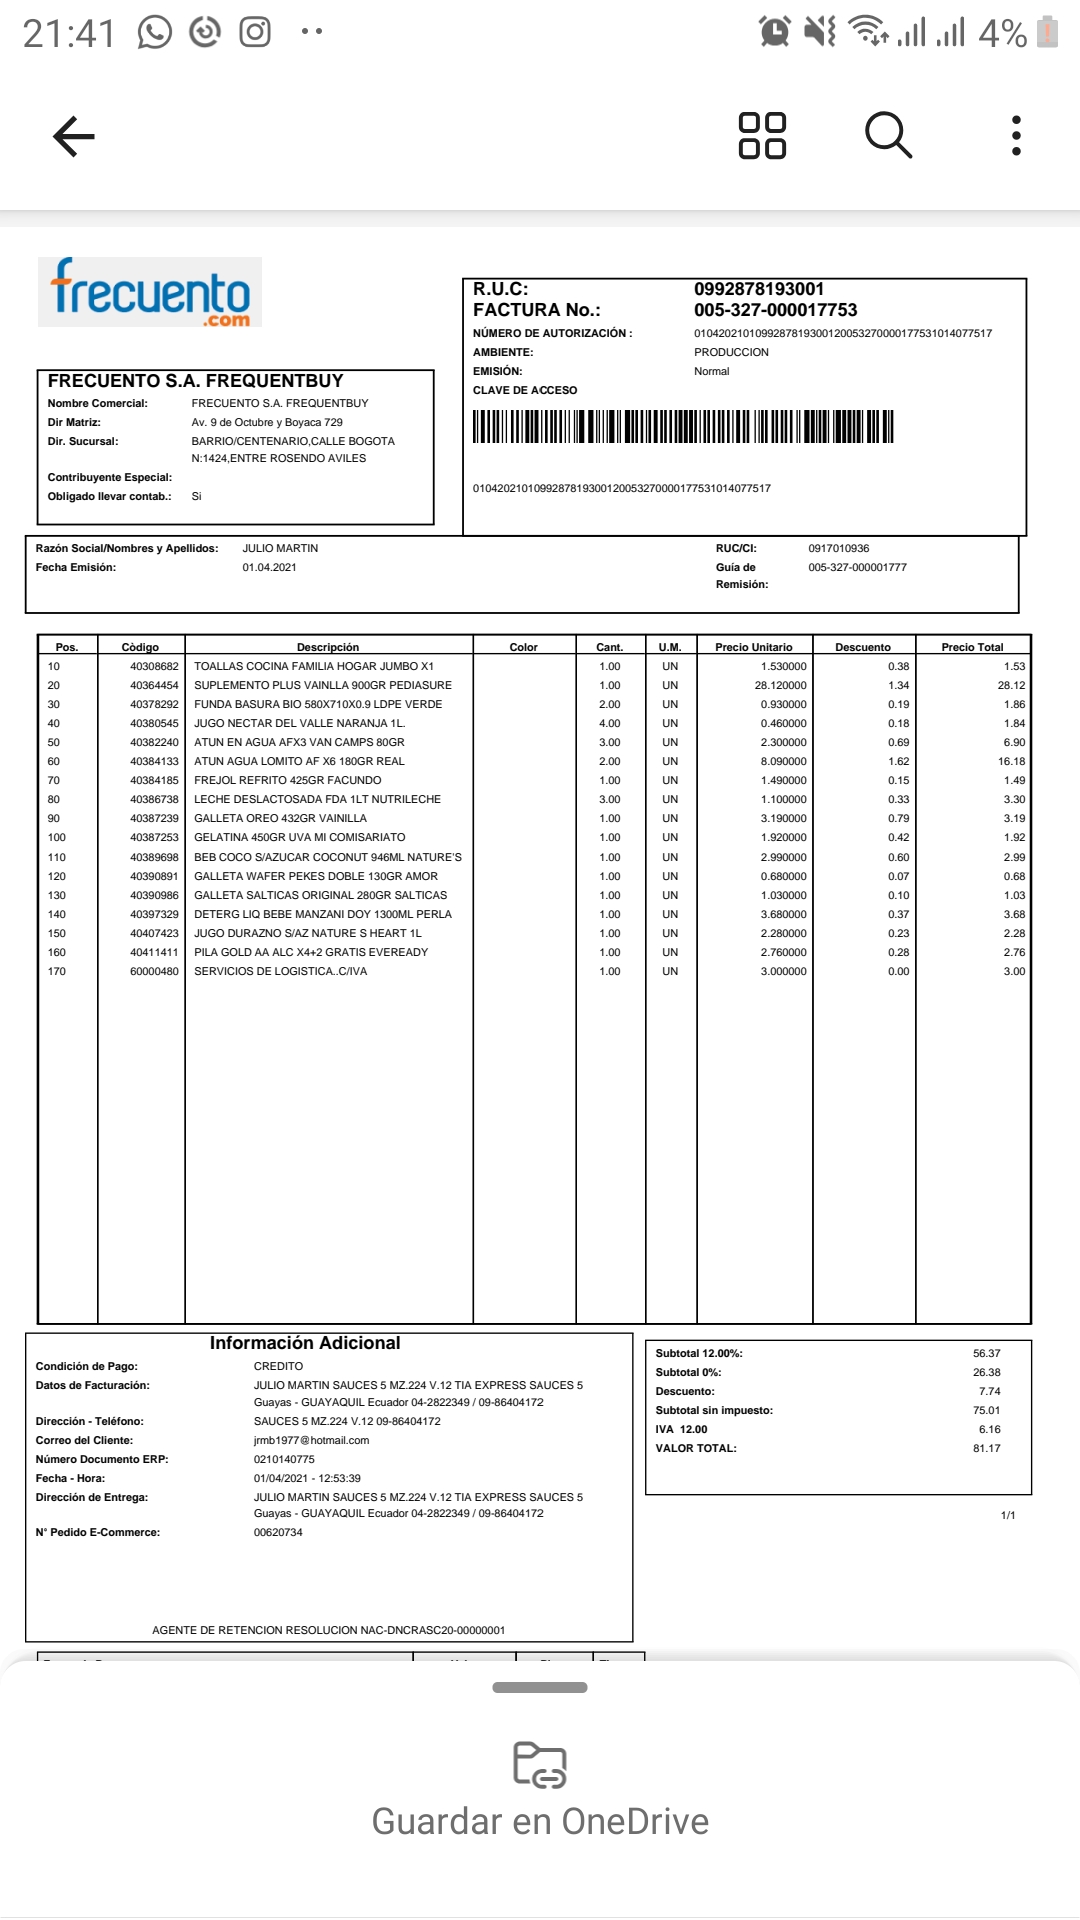 21:41
4%
frecuento
.com
R.U.C: 0992878193001
FACTURA No.: 005-327-000017753
NÚMERO DE AUTORIZACIÓN : 0104202101099287819300120053270000177531014077517
AMBIENTE: PRODUCCION
EMISIÓN: Normal
CLAVE DE ACCESO
0104202101099287819300120053270000177531014077517
FRECUENTO S.A. FREQUENTBUY
Nombre Comercial: FRECUENTO S.A. FREQUENTBUY
Dir Matriz: Av. 9 de Octubre y Boyaca 729
Dir. Sucursal: BARRIO/CENTENARIO,CALLE BOGOTA
N:1424,ENTRE ROSENDO AVILES
Contribuyente Especial:
Obligado llevar contab.: Si
Razón Social/Nombres y Apellidos: JULIO MARTIN RUC/CI: 0917010936
Fecha Emisión: 01.04.2021 Guía de 005-327-000001777
Remisión:
Pos. Còdigo Descripción Color Cant. U.M. Precio Unitario Descuento Precio Total
10 40308682 TOALLAS COCINA FAMILIA HOGAR JUMBO X1 1.00 UN 1.530000 0.38 1.53
20 40364454 SUPLEMENTO PLUS VAINLLA 900GR PEDIASURE 1.00 UN 28.120000 1.34 28.12
30 40378292 FUNDA BASURA BIO 580X710X0.9 LDPE VERDE 2.00 UN 0.930000 0.19 1.86
40 40380545 JUGO NECTAR DEL VALLE NARANJA 1L. 4.00 UN 0.460000 0.18 1.84
50 40382240 ATUN EN AGUA AFX3 VAN CAMPS 80GR 3.00 UN 2.300000 0.69 6.90
60 40384133 ATUN AGUA LOMITO AF X6 180GR REAL 2.00 UN 8.090000 1.62 16.18
70 40384185 FREJOL REFRITO 425GR FACUNDO 1.00 UN 1.490000 0.15 1.49
80 40386738 LECHE DESLACTOSADA FDA 1LT NUTRILECHE 3.00 UN 1.100000 0.33 3.30
90 40387239 GALLETA OREO 432GR VAINILLA 1.00 UN 3.190000 0.79 3.19
100 40387253 GELATINA 450GR UVA MI COMISARIATO 1.00 UN 1.920000 0.42 1.92
110 40389698 BEB COCO S/AZUCAR COCONUT 946ML NATURE'S 1.00 UN 2.990000 0.60 2.99
120 40390891 GALLETA WAFER PEKES DOBLE 130GR AMOR 1.00 UN 0.680000 0.07 0.68
130 40390986 GALLETA SALTICAS ORIGINAL 280GR SALTICAS 1.00 UN 1.030000 0.10 1.03
140 40397329 DETERG LIQ BEBE MANZANI DOY 1300ML PERLA 1.00 UN 3.680000 0.37 3.68
150 40407423 JUGO DURAZNO S/AZ NATURE S HEART 1L 1.00 UN 2.280000 0.23 2.28
160 40411411 PILA GOLD AA ALC X4+2 GRATIS EVEREADY 1.00 UN 2.760000 0.28 2.76
170 60000480 SERVICIOS DE LOGISTICA..C/IVA 1.00 UN 3.000000 0.00 3.00
Información Adicional
Condición de Pago: CREDITO
Datos de Facturación: JULIO MARTIN SAUCES 5 MZ.224 V.12 TIA EXPRESS SAUCES 5
Guayas - GUAYAQUIL Ecuador 04-2822349 / 09-86404172
Dirección - Teléfono: SAUCES 5 MZ.224 V.12 09-86404172
Correo del Cliente: jrmb1977@hotmail.com
Número Documento ERP: 0210140775
Fecha - Hora: 01/04/2021 - 12:53:39
Dirección de Entrega: JULIO MARTIN SAUCES 5 MZ.224 V.12 TIA EXPRESS SAUCES 5
Guayas - GUAYAQUIL Ecuador 04-2822349 / 09-86404172
N° Pedido E-Commerce: 00620734
AGENTE DE RETENCION RESOLUCION NAC-DNCRASC20-00000001
Subtotal 12.00%: 56.37
Subtotal 0%: 26.38
Descuento: 7.74
Subtotal sin impuesto: 75.01
IVA 12.00 6.16
VALOR TOTAL: 81.17
1/1
Guardar en OneDrive